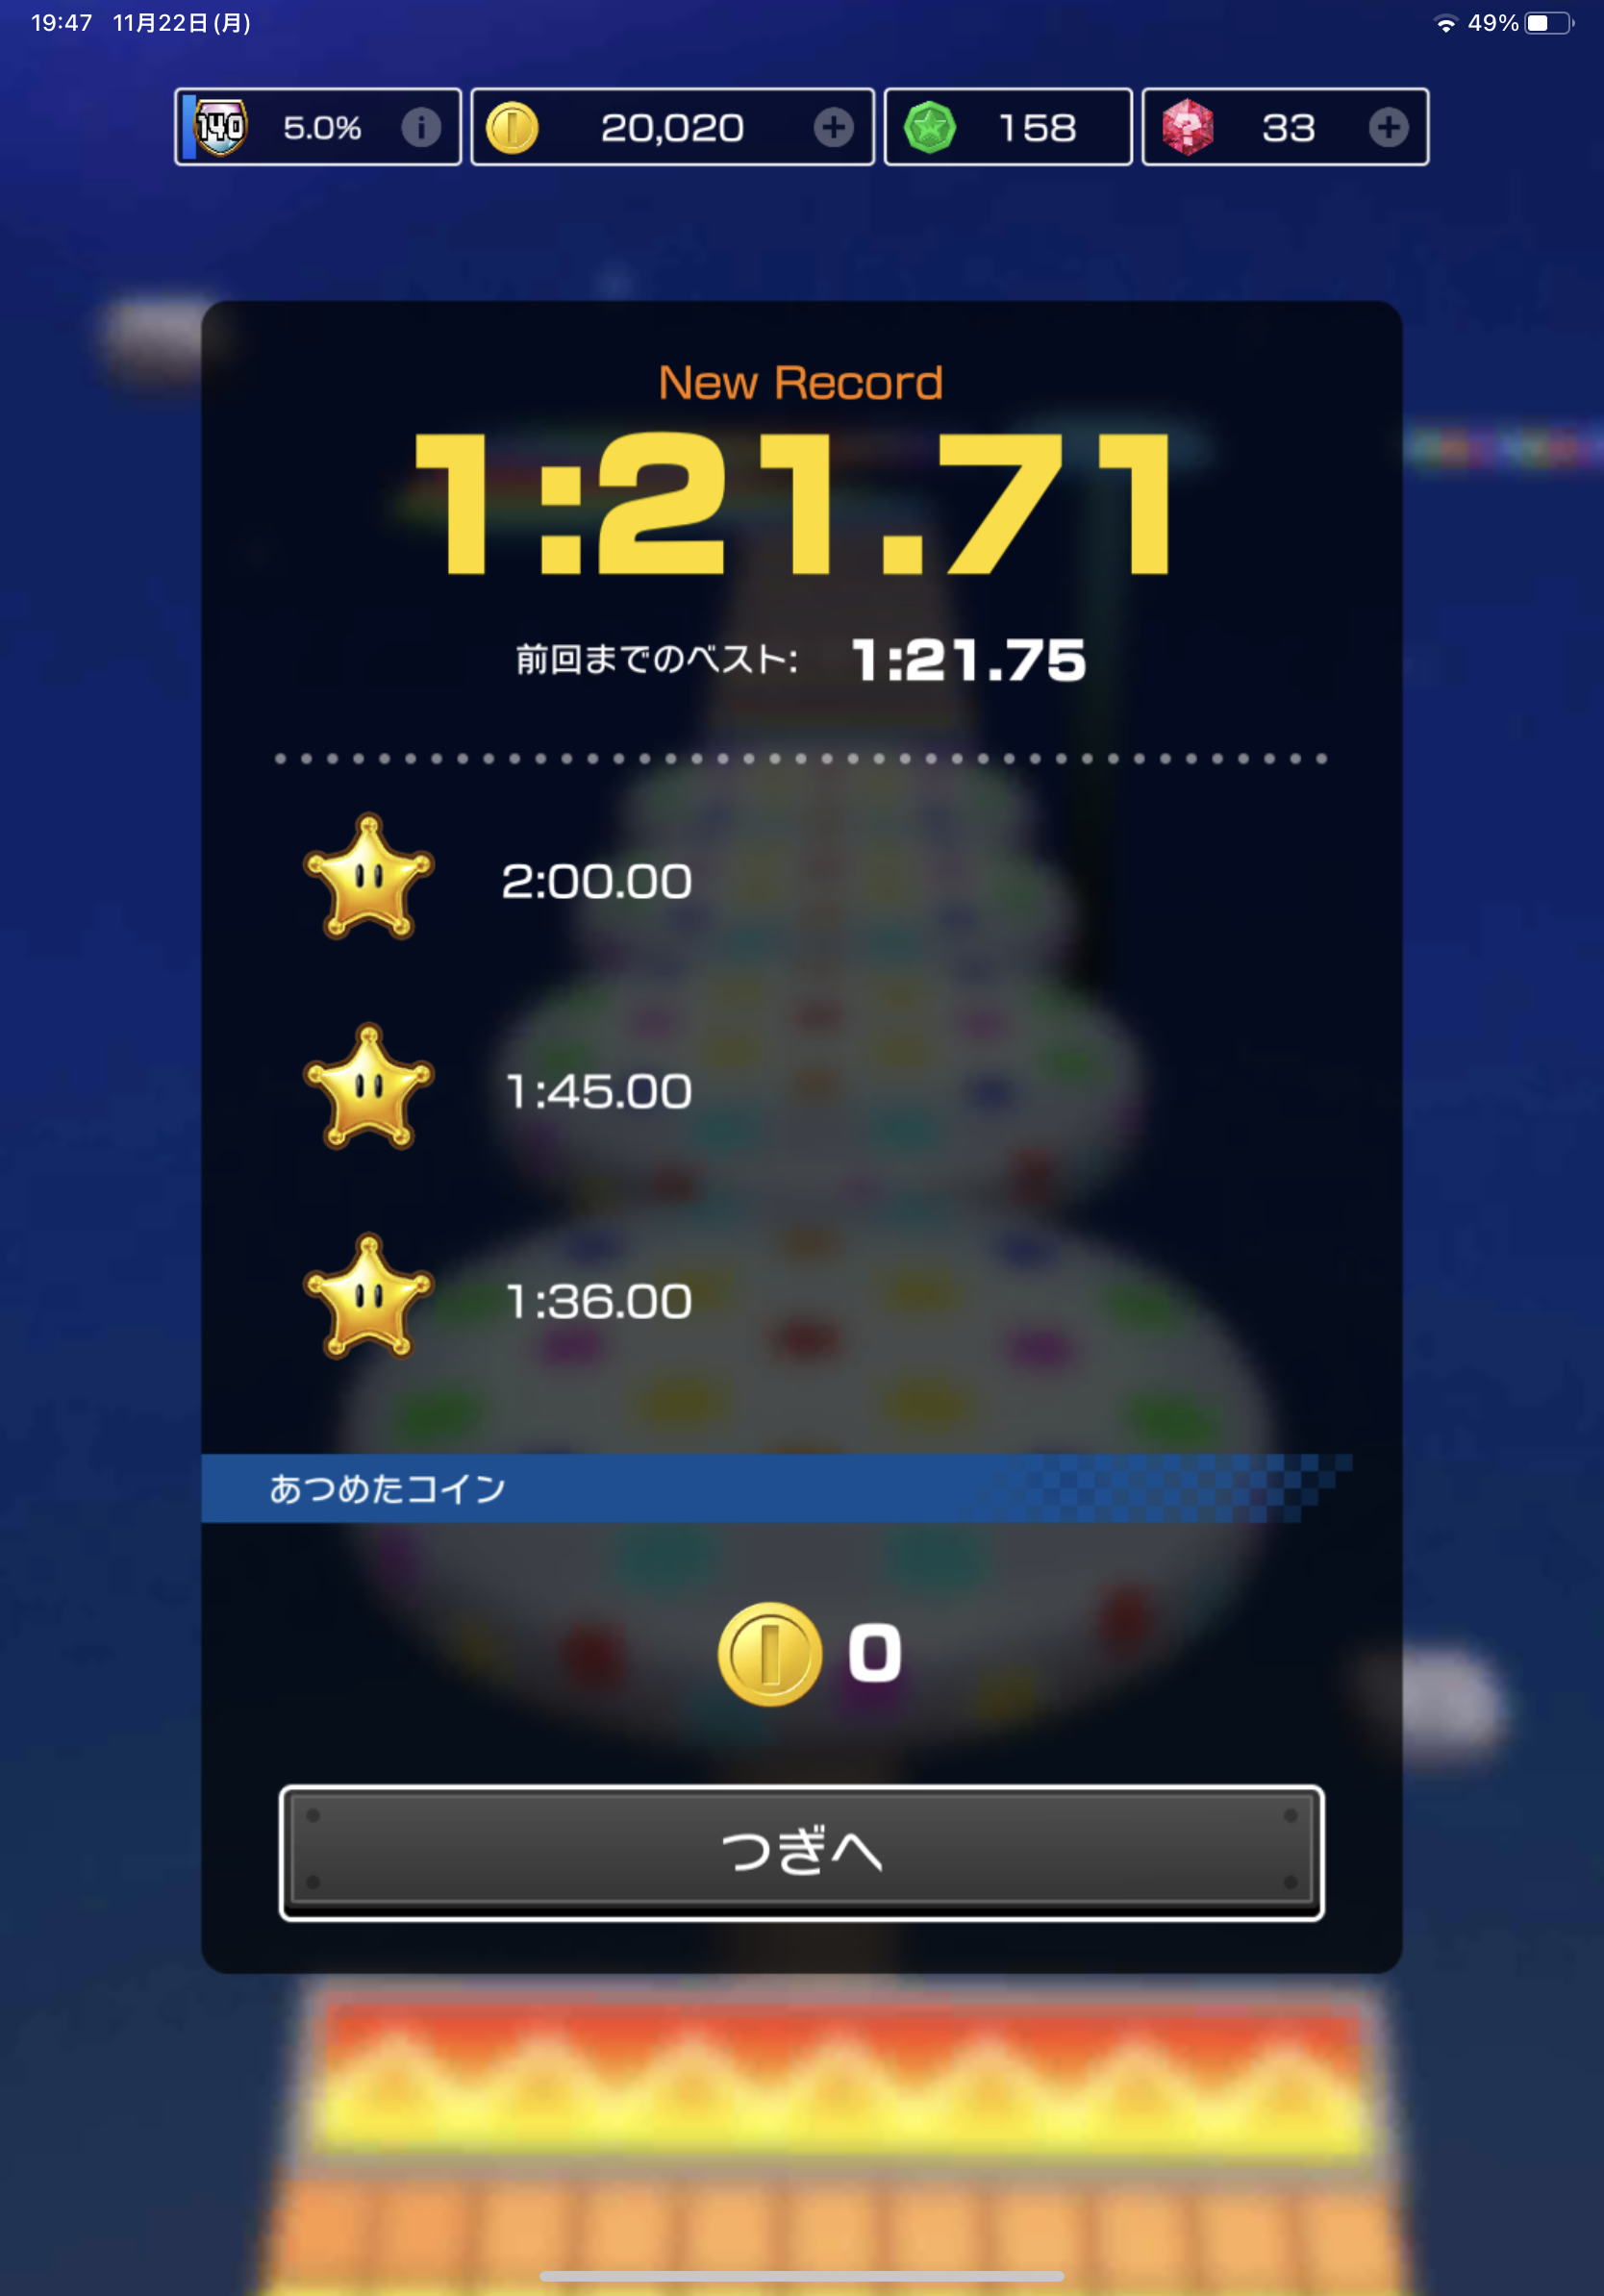 19:47 11月22日(月) 49%
140 5.0% i 20,020 + 158 ? 33 +
New Record
1:21.71
前回までのベスト: 1:21.75
2:00.00
1:45.00
1:36.00
あつめたコイン
0
つぎへ